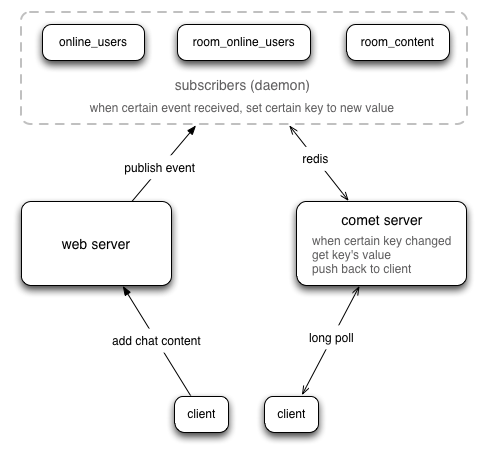 online_users
room_online_users
room_content
subscribers (daemon)
when certain event received, set certain key to new value
publish event
redis
web server
comet server
when certain key changed
get key's value
push back to client
add chat content
long poll
client
client